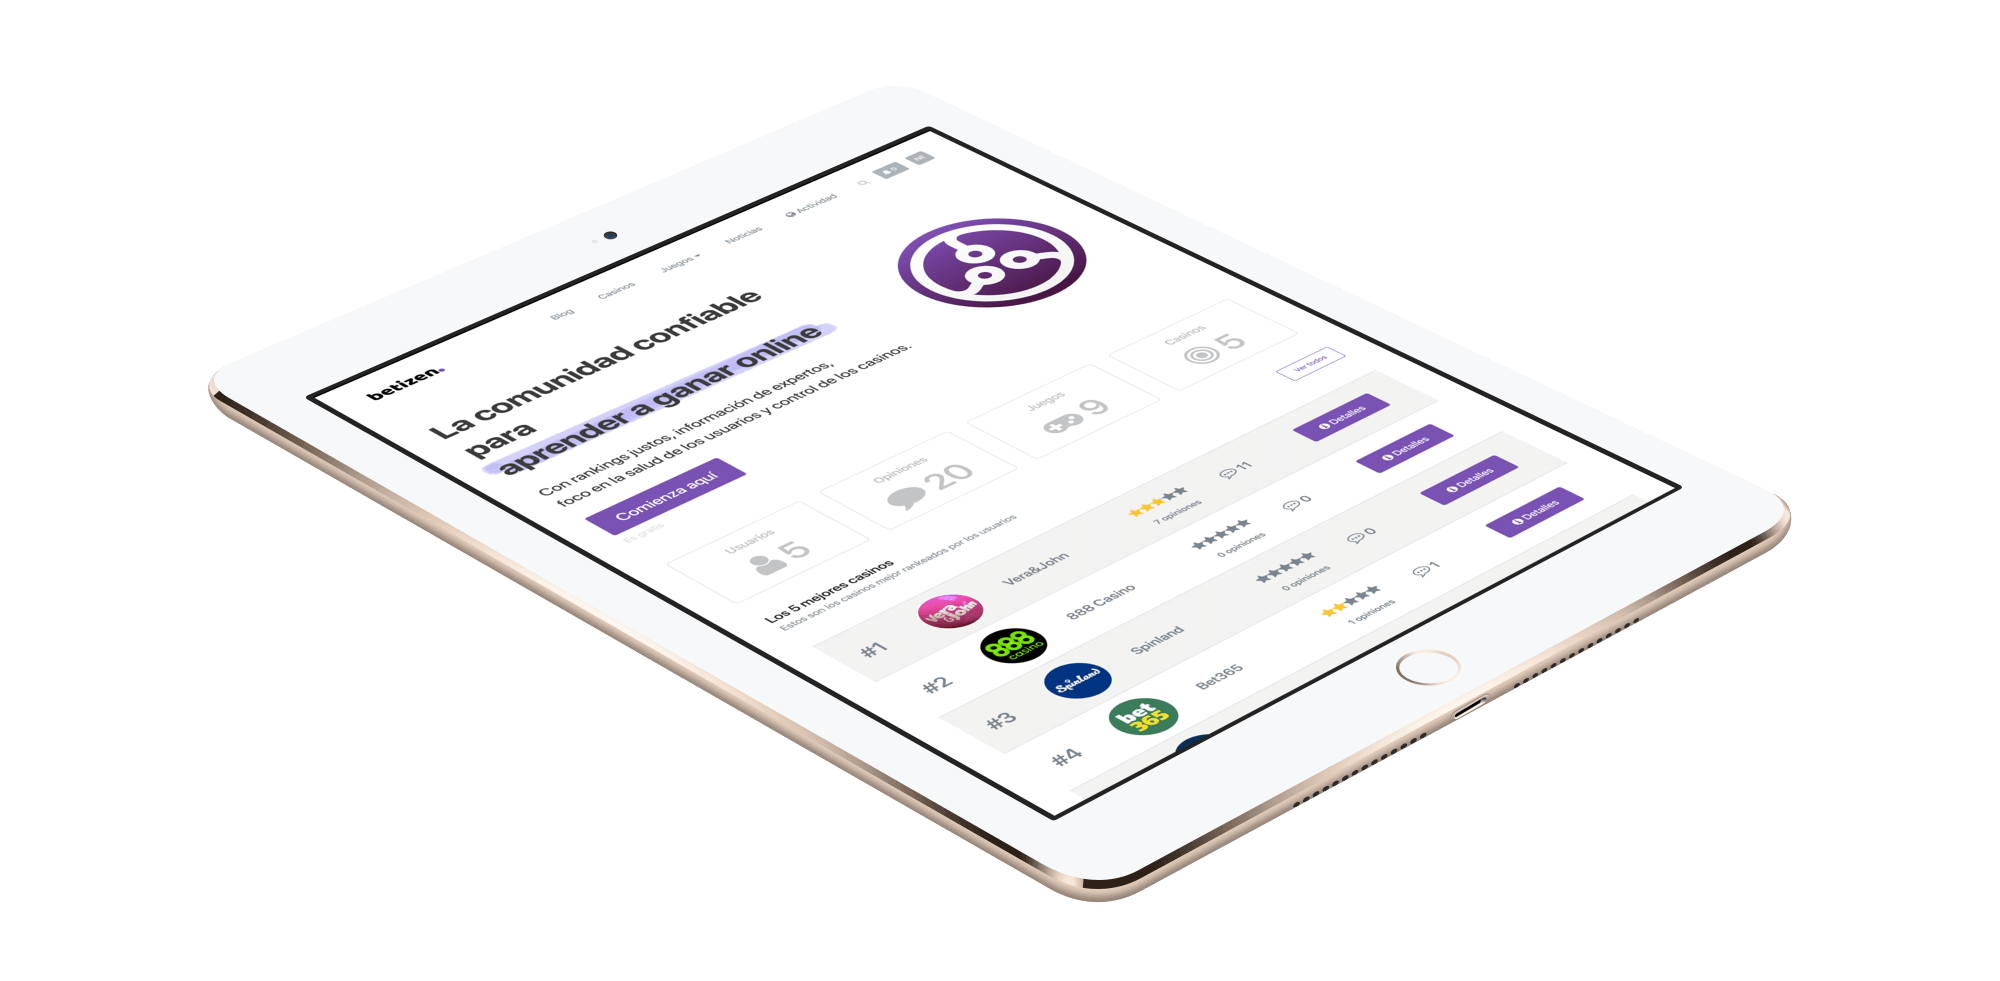 betizen.
Blog
Casinos
Juegos
Noticias
Actividad
0
La comunidad confiable
para
aprender a ganar online
Con rankings justos, información de expertos,
foco en la salud de los usuarios y control de los casinos.
Comienza aquí
Es gratis
Usuarios
5
Opiniones
20
Juegos
9
Casinos
5
Los 5 mejores casinos
Estos son los casinos mejor rankeados por los usuarios
Ver todos
#1
Vera&John
Vera&John
7 opiniones
11
Detalles
#2
888 casino
888 Casino
0 opiniones
0
Detalles
#3
Spinland
Spinland
0 opiniones
0
Detalles
#4
bet365
Bet365
1 opiniones
1
Detalles